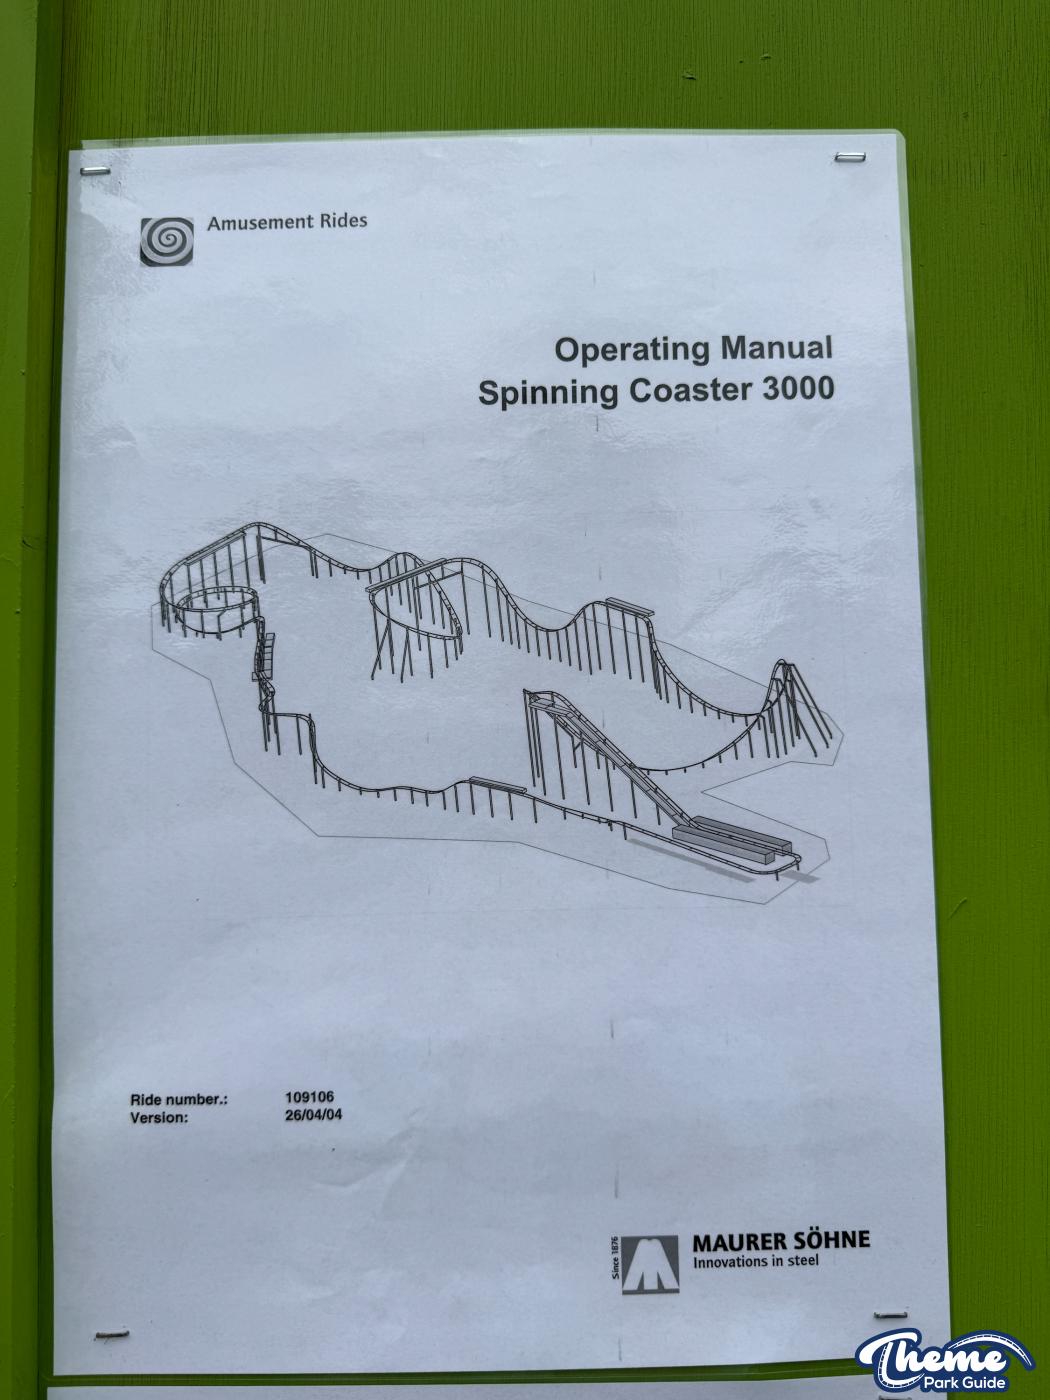 Amusement Rides
Operating Manual
Spinning Coaster 3000
Ride number.: 109106
Version: 26/04/04
Since 1876
MAURER SÖHNE
Innovations in steel
Theme
Park Guide